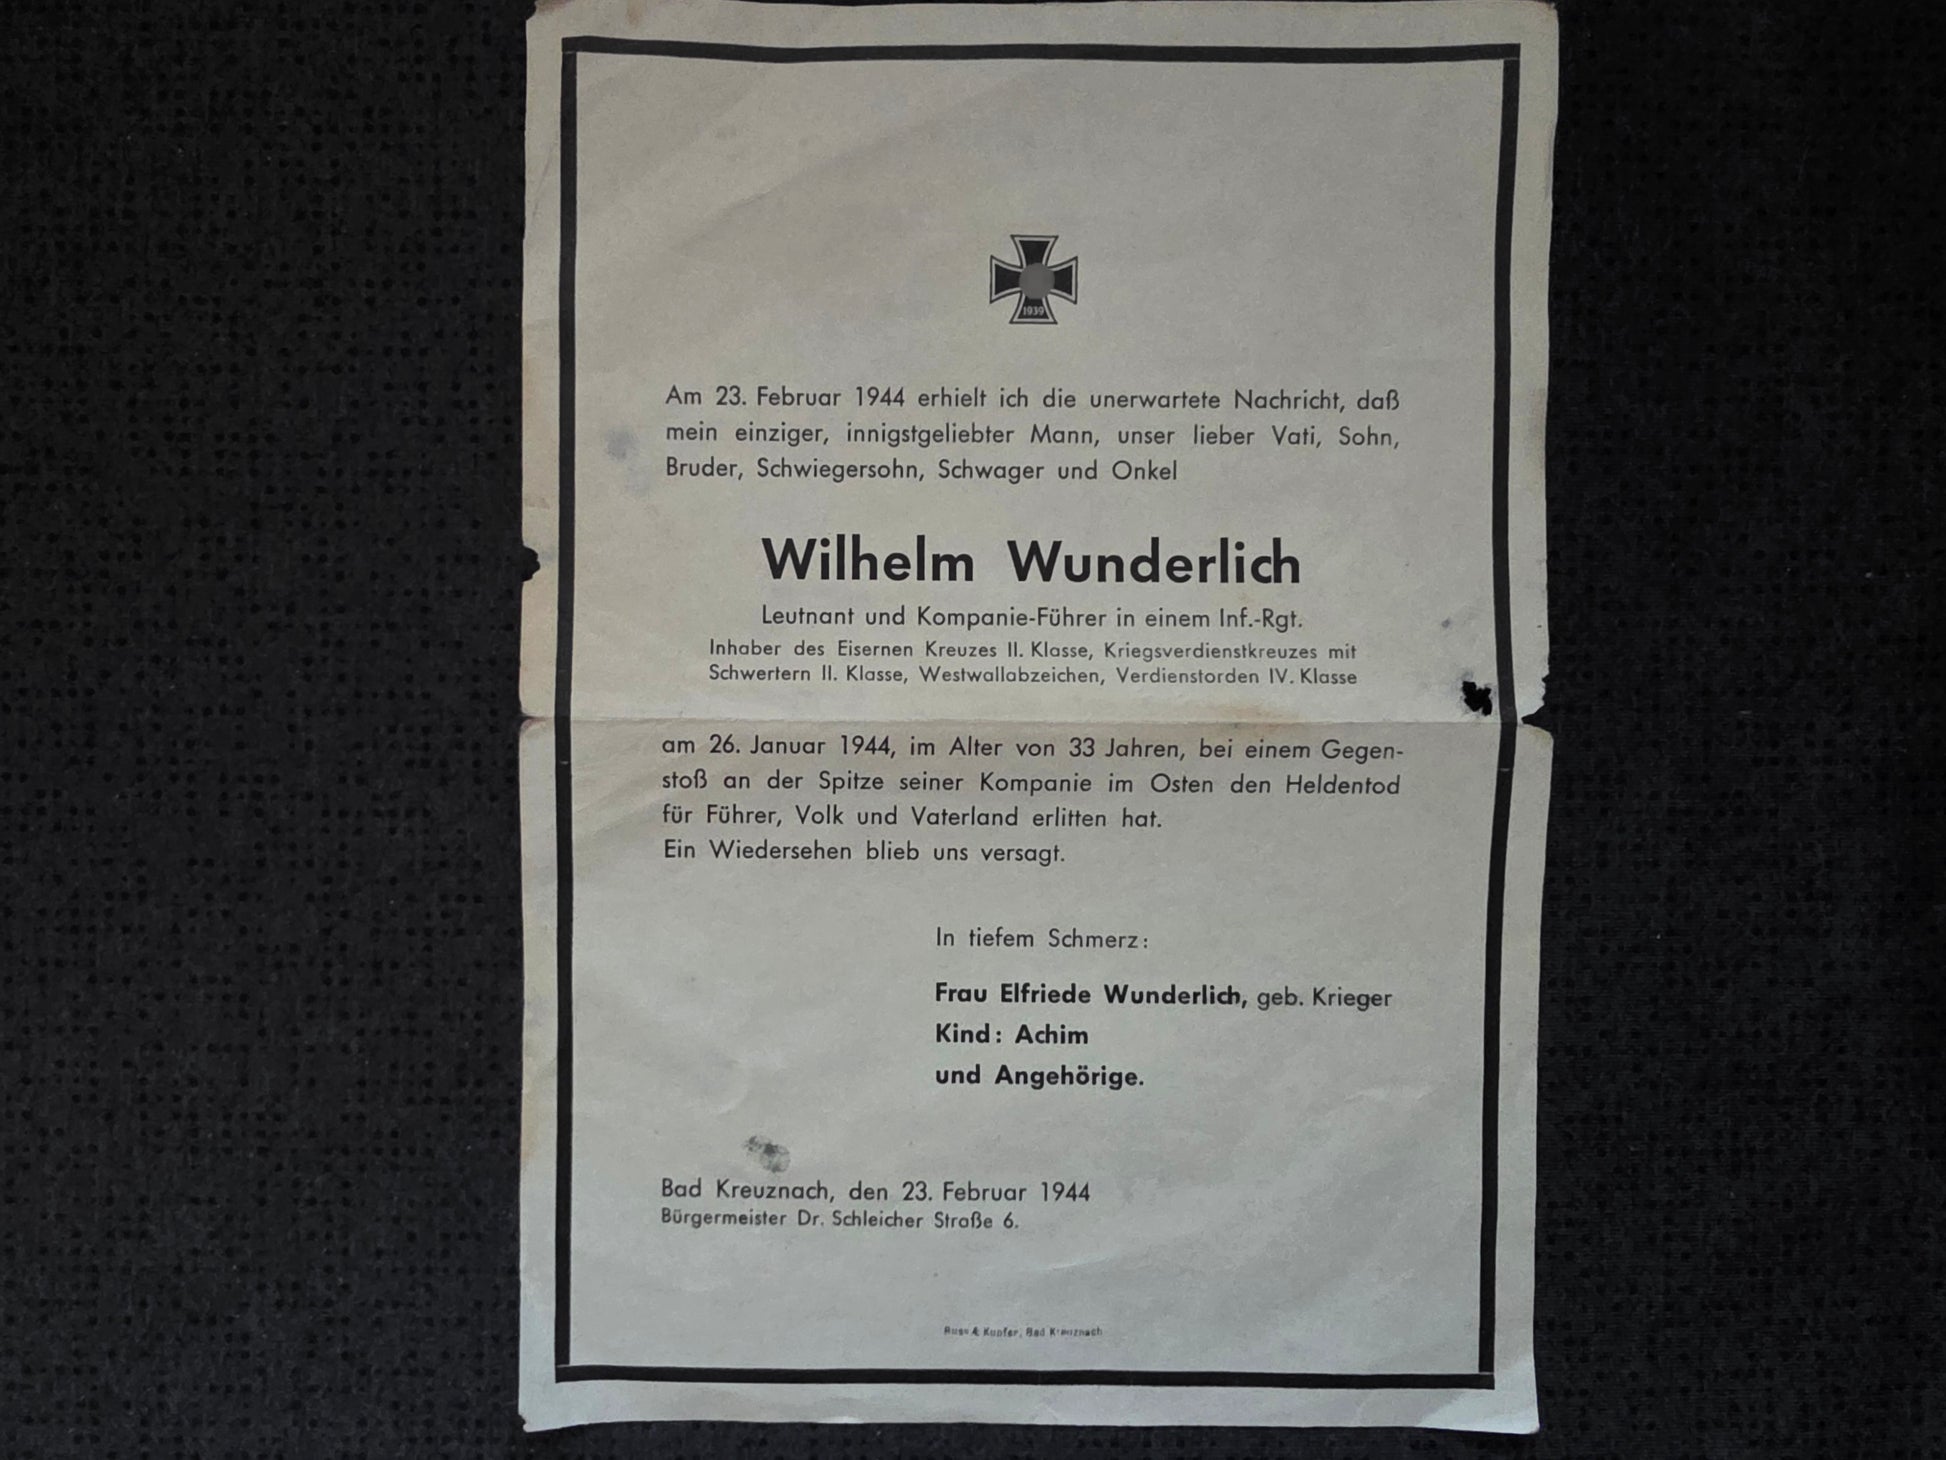 1939
Am 23. Februar 1944 erhielt ich die unerwartete Nachricht, daß
mein einziger, innigstgeliebter Mann, unser lieber Vati, Sohn,
Bruder, Schwiegersohn, Schwager und Onkel
Wilhelm Wunderlich
Leutnant und Kompanie-Führer in einem Inf.-Rgt.
Inhaber des Eisernen Kreuzes II. Klasse, Kriegsverdienstkreuzes mit
Schwertern II. Klasse, Westwallabzeichen, Verdienstorden IV. Klasse
am 26. Januar 1944, im Alter von 33 Jahren, bei einem Gegen-
stoß an der Spitze seiner Kompanie im Osten den Heldentod
für Führer, Volk und Vaterland erlitten hat.
Ein Wiedersehen blieb uns versagt.
In tiefem Schmerz:
Frau Elfriede Wunderlich, geb. Krieger
Kind: Achim
und Angehörige.
Bad Kreuznach, den 23. Februar 1944
Bürgermeister Dr. Schleicher Straße 6.
& Kupfer, Bad Kreuznach